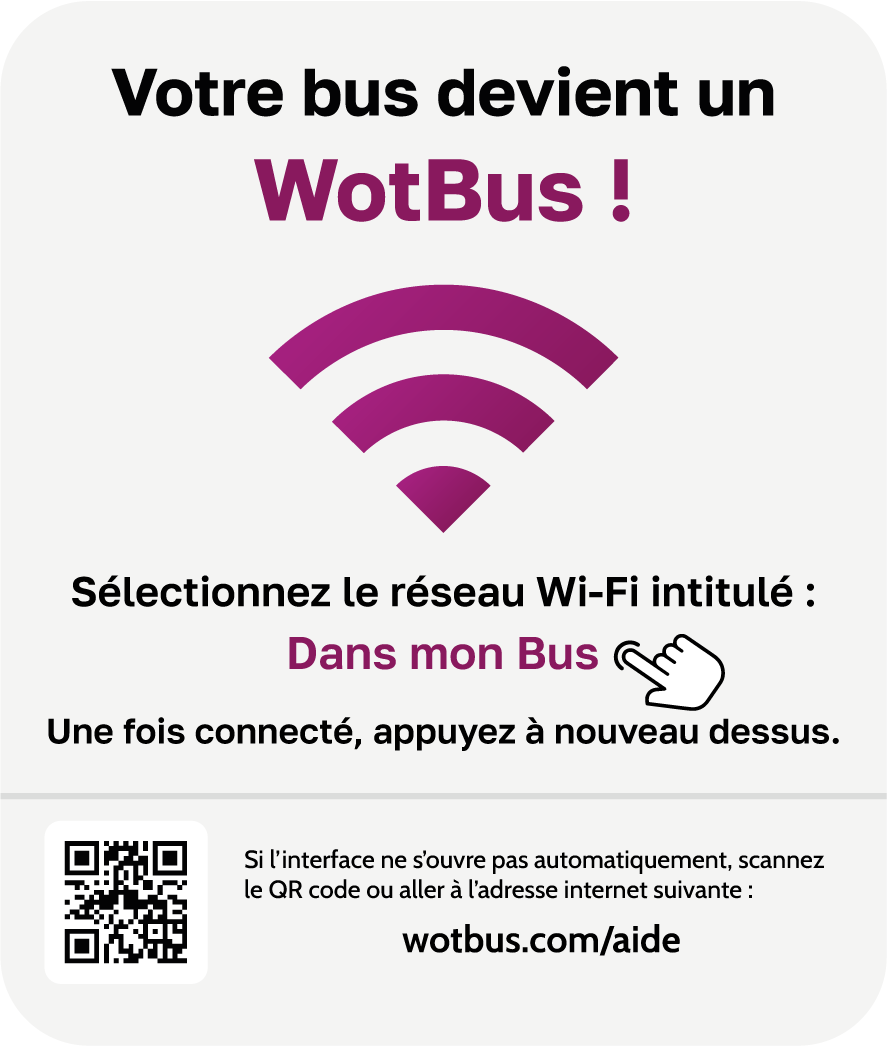 Votre bus devient un
WotBus !
Sélectionnez le réseau Wi-Fi intitulé :
Dans mon Bus
Une fois connecté, appuyez à nouveau dessus.
Si l’interface ne s’ouvre pas automatiquement, scannez
le QR code ou aller à l’adresse internet suivante :
wotbus.com/aide